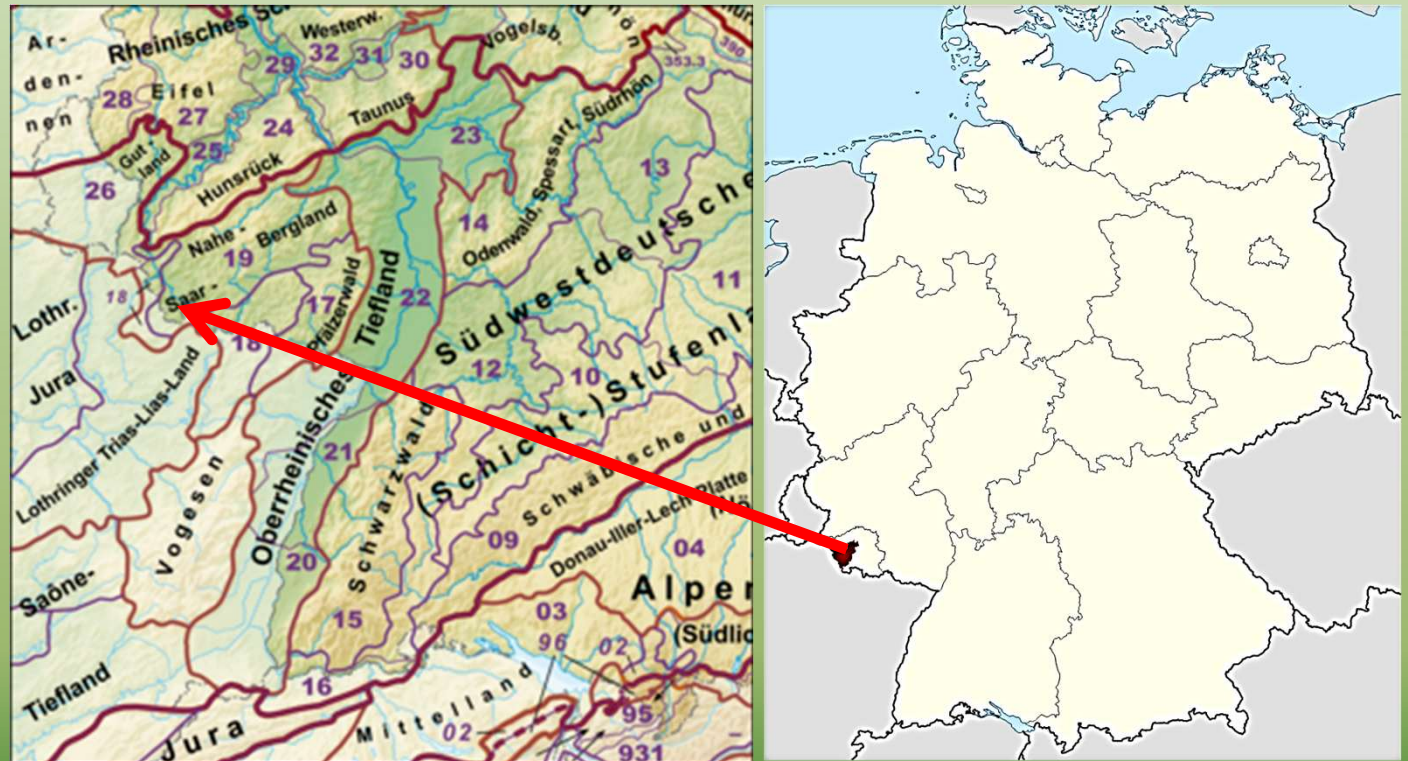 Ar-
den-
nen
Rheinisches Sc
Westerw.
Vogelsb.
ön
353.3
390
32
31
30
29
28
Eifel
27
24
Taunus
23
Gut-
land
25
26
Hunsrück
Odenwald, Spessart, Südrhön
13
14
Nahe -
Bergland
19
18
Saar -
17
Pfälzerwald
Oberrheinisches
Tiefland
22
11
Südwestdeutsche
(Schicht-)Stufenla
Lothr.
Jura
18
12
10
Lothringer Trias-Lias-Land
Vogesen
21
Schwarzwald
Schwäbische und
09
Donau-Iller-Lech-Platte
04
20
Saône-
Tiefland
15
Alpen
03
96
02
(Südlic
16
Mittelland
02
95
931
Jura